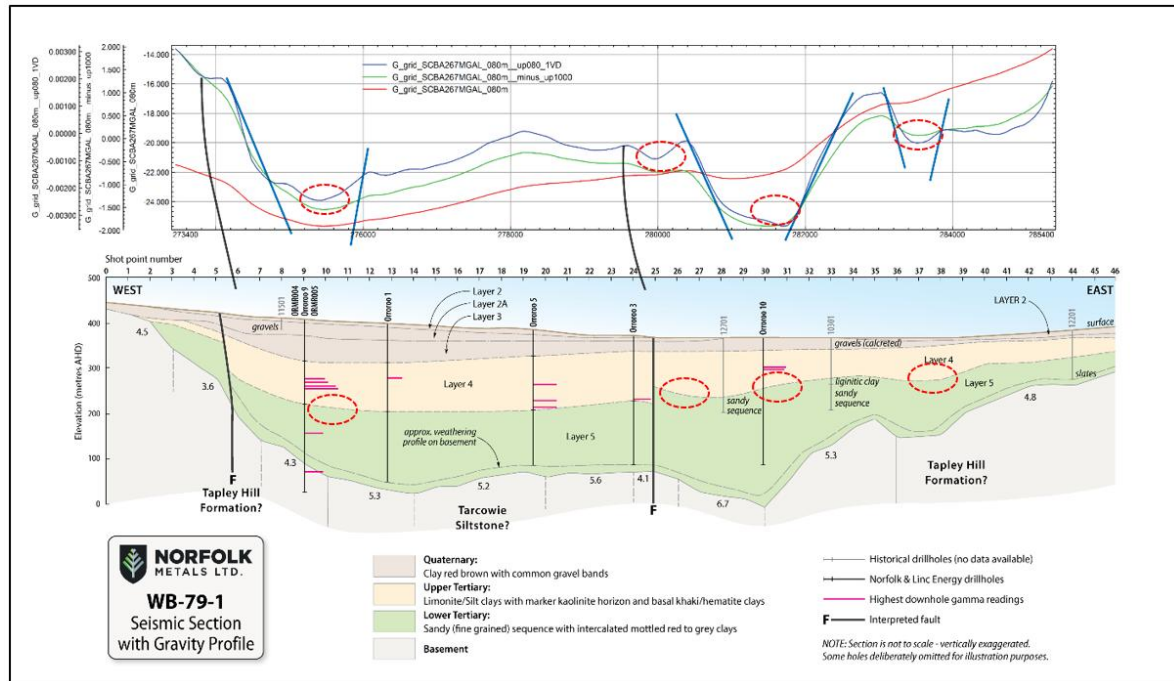 G_grid_SCBA267MGAL_080m__up080_1VD
0.00300
0.00200
0.00100
0.00000
-0.00100
-0.00200
-0.00300
G_grid_SCBA267MGAL_080m__minus_up1000
2.000
1.500
1.000
0.500
0.000
-0.500
-1.000
-1.500
-2.000
G_grid_SCBA267MGAL_080m
-14.000
-16.000
-18.000
-20.000
-22.000
-24.000
G_grid_SCBA267MGAL_080m__up080_1VD
G_grid_SCBA267MGAL_080m__minus_up1000
G_grid_SCBA267MGAL_080m
273400 276000 278000 280000 287000 284000 285400
Shot point number
0 1 2 3 4 5 6 7 8 9 10 11 12 13 14 15 16 17 18 19 20 21 22 23 24 25 26 27 28 29 30 31 32 33 34 35 36 37 38 39 40 41 42 43 44 45 46
Elevation (metres AHD)
500
400
300
200
100
0
WEST
EAST
11501
ORMR004
Orroroo 9
ORMR005
Orroroo 1
Layer 2
Layer 2A
Layer 3
Orroroo 5
Orroroo 3
12701
Orroroo 10
10301
LAYER 2
12201
surface
gravels
gravels (calcreted)
Layer 4
Layer 4
Layer 5
slates
sandy
sequence
lignitic clay
sandy
sequence
approx. weathering
profile on basement
Layer 5
4.5
3.6
4.3
5.3
5.2
5.6
4.1
6.7
5.3
4.8
F
Tapley Hill
Formation?
Tarcowie
Siltstone?
F
Tapley Hill
Formation?
NORFOLK
METALS LTD.
WB-79-1
Seismic Section
with Gravity Profile
Quaternary:
Clay red brown with common gravel bands
Upper Tertiary:
Limonite/Silt clays with marker kaolinite horizon and basal khaki/hematite clays
Lower Tertiary:
Sandy (fine grained) sequence with intercalated mottled red to grey clays
Basement
Historical drillholes (no data available)
Norfolk & Linc Energy drillholes
Highest downhole gamma readings
F Interpreted fault
NOTE: Section is not to scale - vertically exaggerated.
Some holes deliberately omitted for illustration purposes.